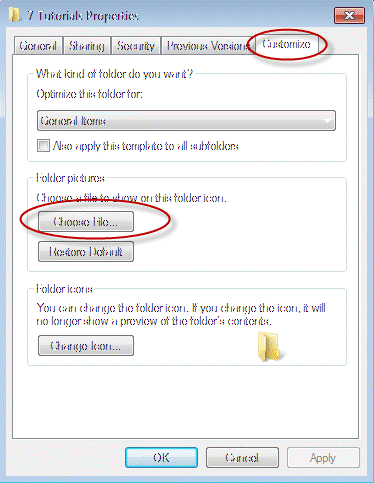 7 Tutorials Properties
General Sharing Security Previous Versions Customize
What kind of folder do you want?
Optimize this folder for:
General Items
Also apply this template to all subfolders
Folder pictures
Choose a file to show on this folder icon.
Choose File...
Restore Default
Folder icons
You can change the folder icon. If you change the icon, it will
no longer show a preview of the folder's contents.
Change Icon...
OK Cancel Apply